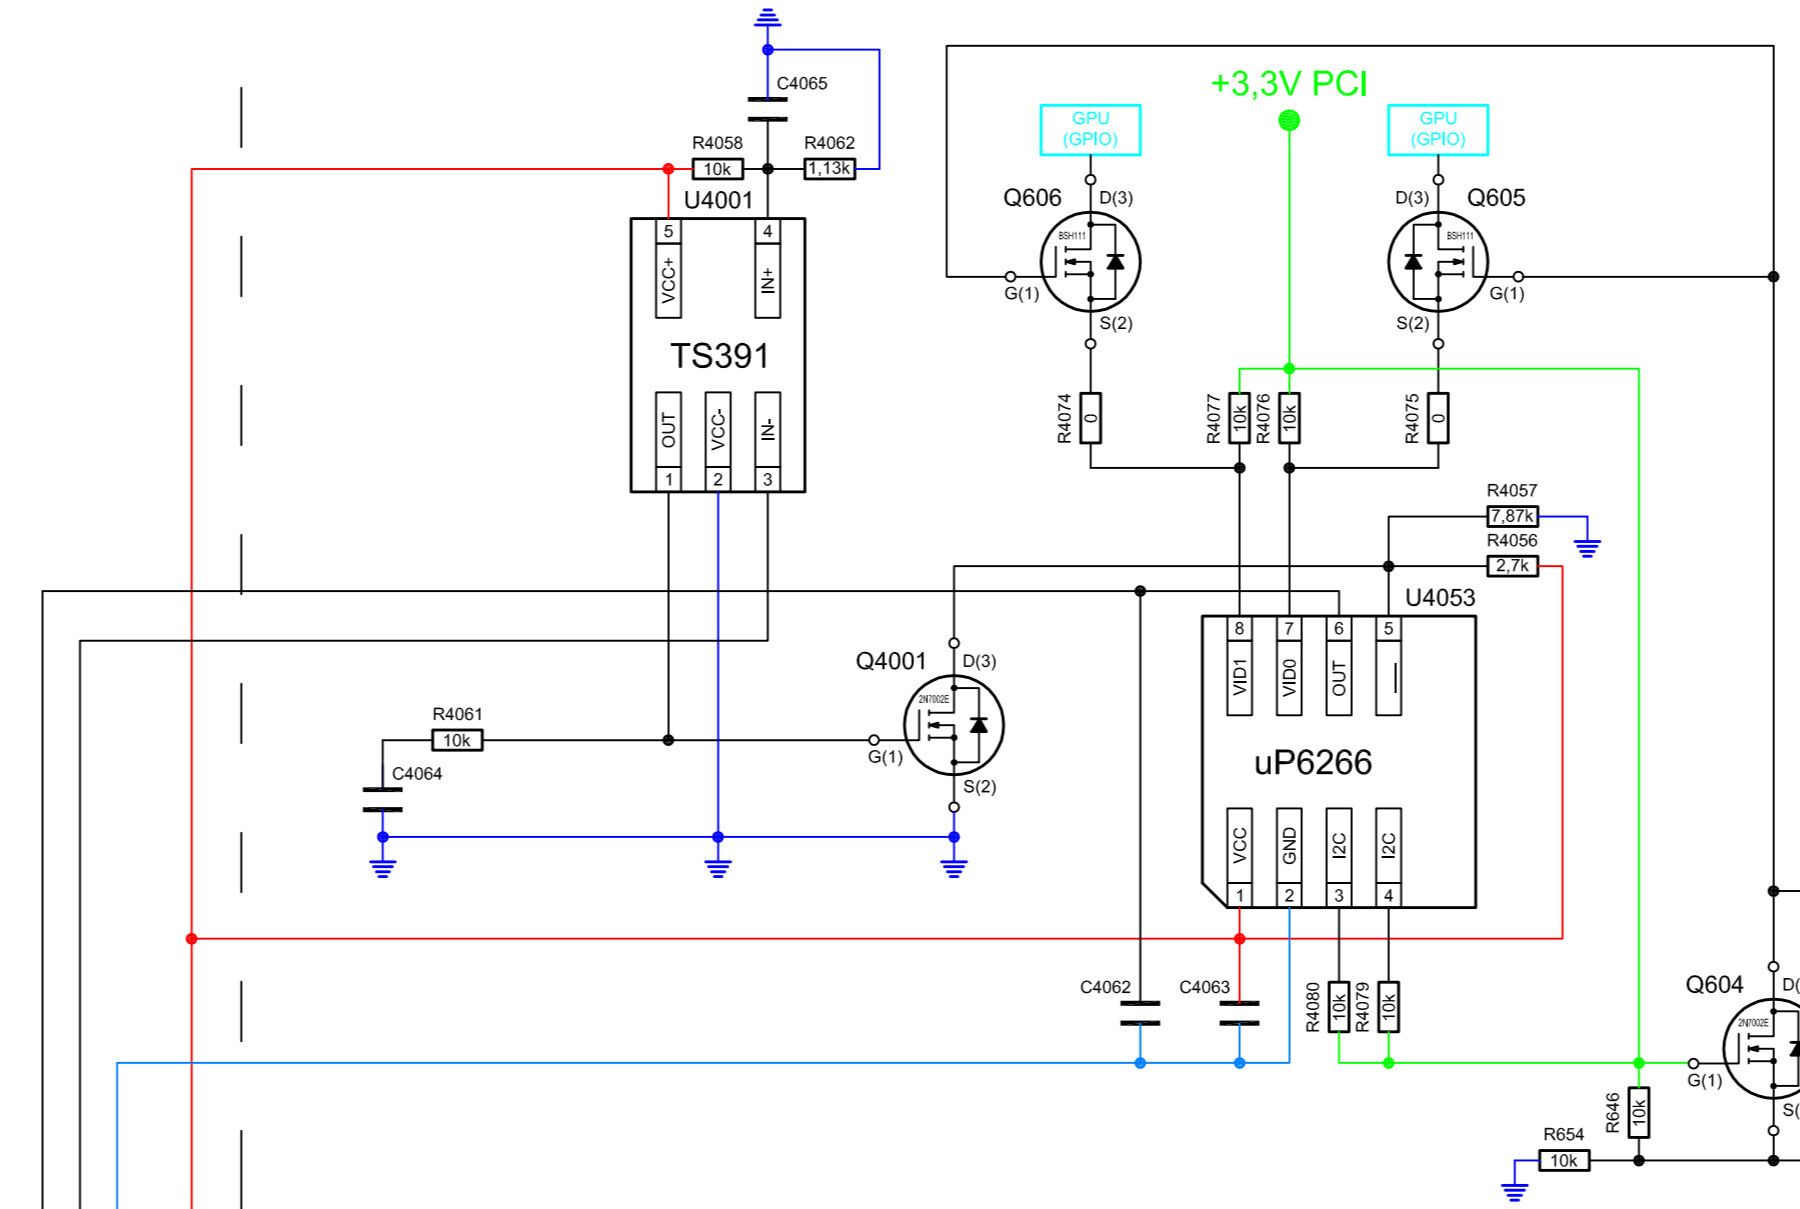 C4065
+3,3V PCI
GPU
(GPIO)
GPU
(GPIO)
R4058
R4062
10k
1,13k
U4001
Q606
D(3)
D(3)
Q605
5
4
VCC+
IN+
BSH111
BSH111
G(1)
G(1)
S(2)
S(2)
TS391
OUT
VCC-
IN-
1
2
3
R4074
0
R4077
10k
R4076
10k
R4075
0
R4057
7,87k
R4056
2,7k
U4053
8
7
6
5
VID1
VID0
OUT
Q4001
D(3)
2N7002E
G(1)
S(2)
R4061
10k
C4064
uP6266
VCC
GND
I2C
I2C
1
2
3
4
C4062
C4063
R4080
10k
R4079
10k
Q604
D(
2N7002E
G(1)
S(
R646
10k
R654
10k